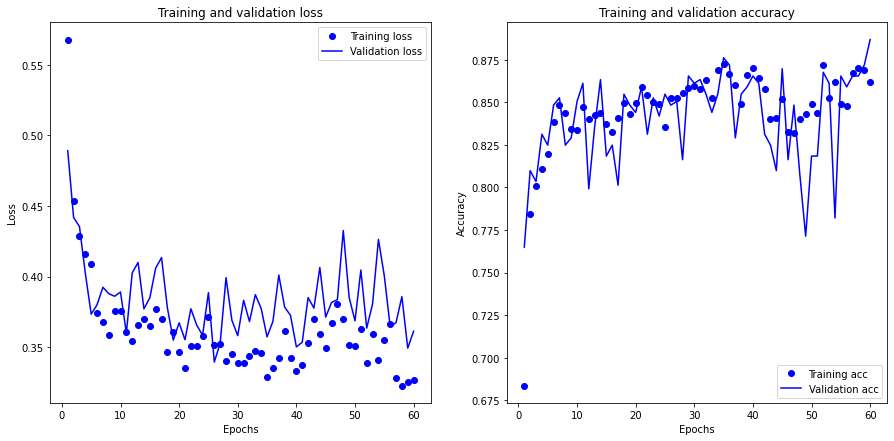 Training and validation loss
Training loss
Validation loss
0.55
0.50
0.45
0.40
0.35
Loss
0
10
20
30
40
50
60
Epochs
Training and validation accuracy
0.875
0.850
0.825
0.800
0.775
0.750
0.725
0.700
0.675
Accuracy
Training acc
Validation acc
0
10
20
30
40
50
60
Epochs